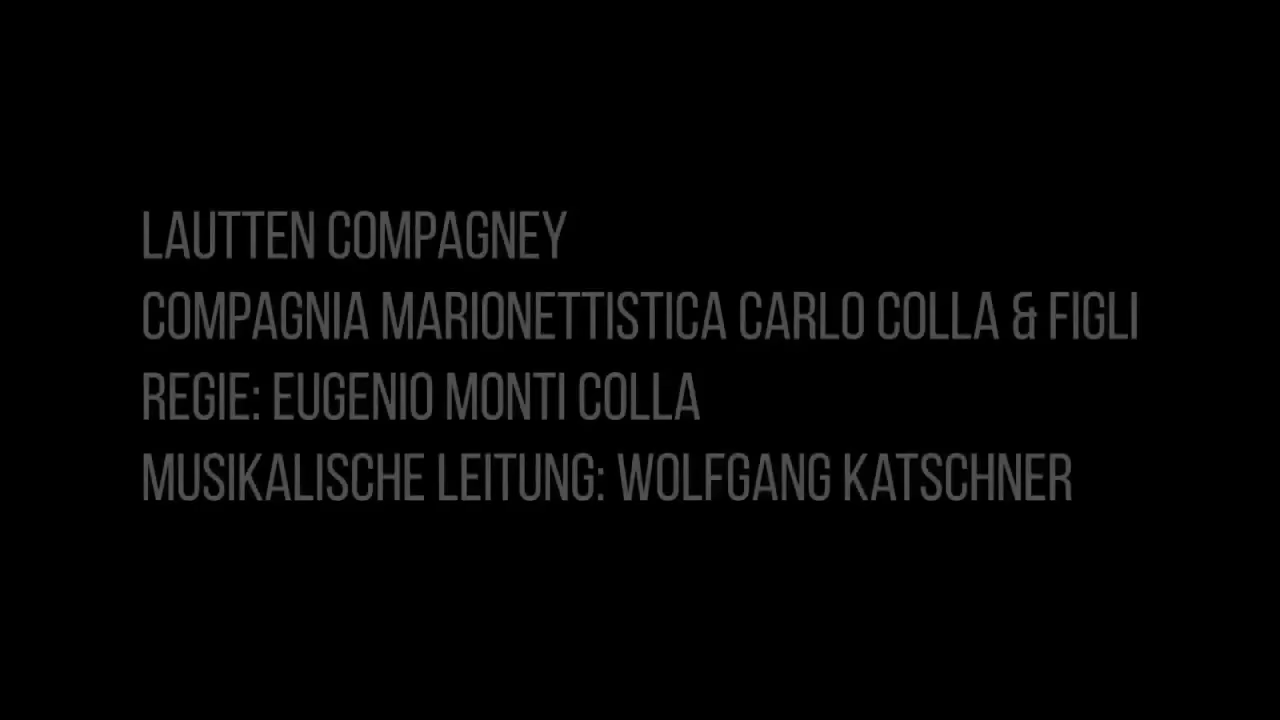 LAUTTEN COMPAGNEY
COMPAGNIA MARIONETTISTICA CARLO COLLA & FIGLI
REGIE: EUGENIO MONTI COLLA
MUSIKALISCHE LEITUNG: WOLFGANG KATSCHNER